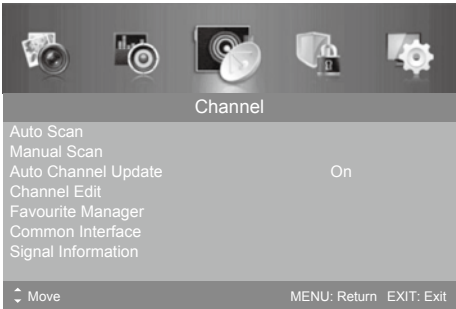 Channel
Auto Scan
Manual Scan
Auto Channel Update On
Channel Edit
Favourite Manager
Common Interface
Signal Information
Move MENU: Return EXIT: Exit